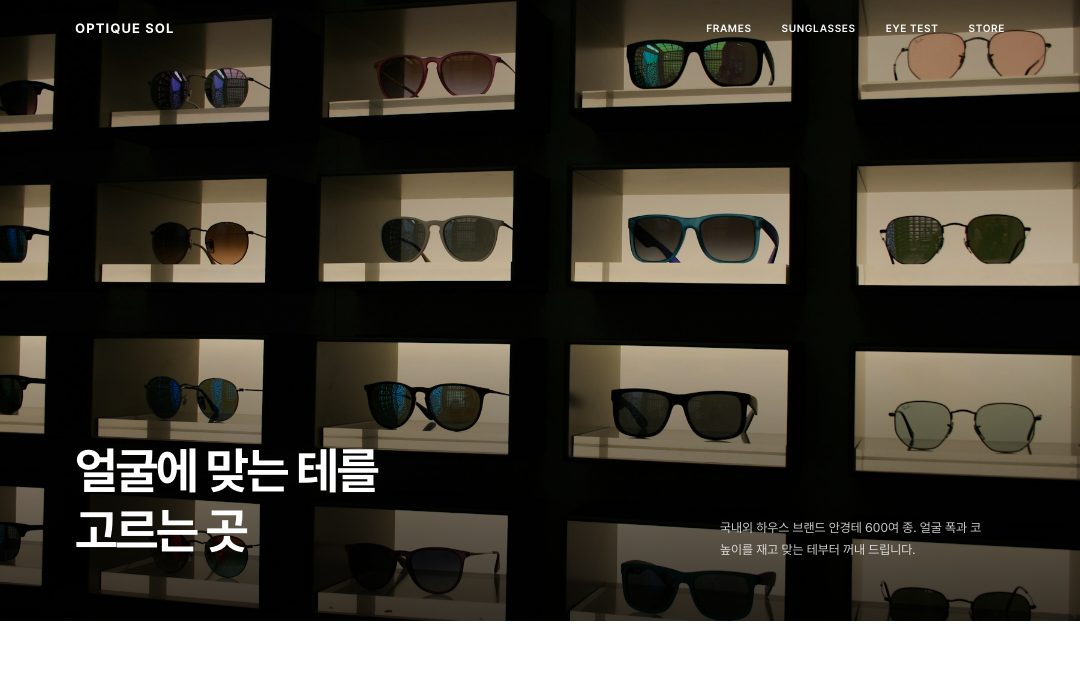 OPTIQUE SOL
FRAMES SUNGLASSES EYE TEST STORE
얼굴에 맞는 테를
고르는 곳
국내외 하우스 브랜드 안경테 600여 종. 얼굴 폭과 코
높이를 재고 맞는 테부터 꺼내 드립니다.